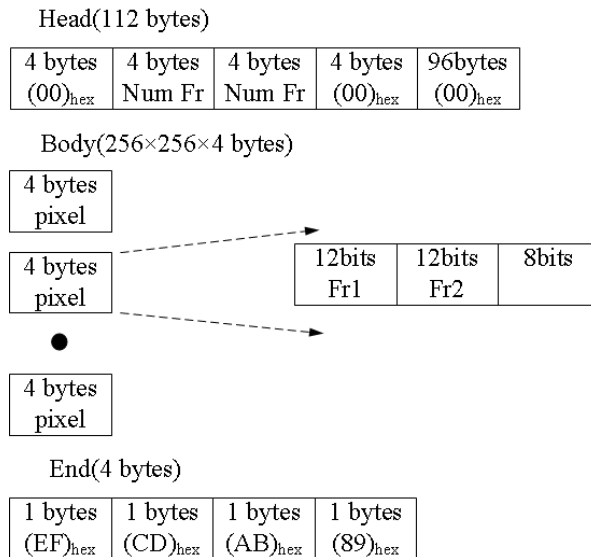 Head(112 bytes)
4 bytes 4 bytes 4 bytes 4 bytes 96bytes
(00)hex Num Fr Num Fr (00)hex (00)hex
Body(256×256×4 bytes)
4 bytes
pixel
4 bytes
pixel
12bits 12bits 8bits
Fr1 Fr2
4 bytes
pixel
End(4 bytes)
1 bytes 1 bytes 1 bytes 1 bytes
(EF)hex (CD)hex (AB)hex (89)hex